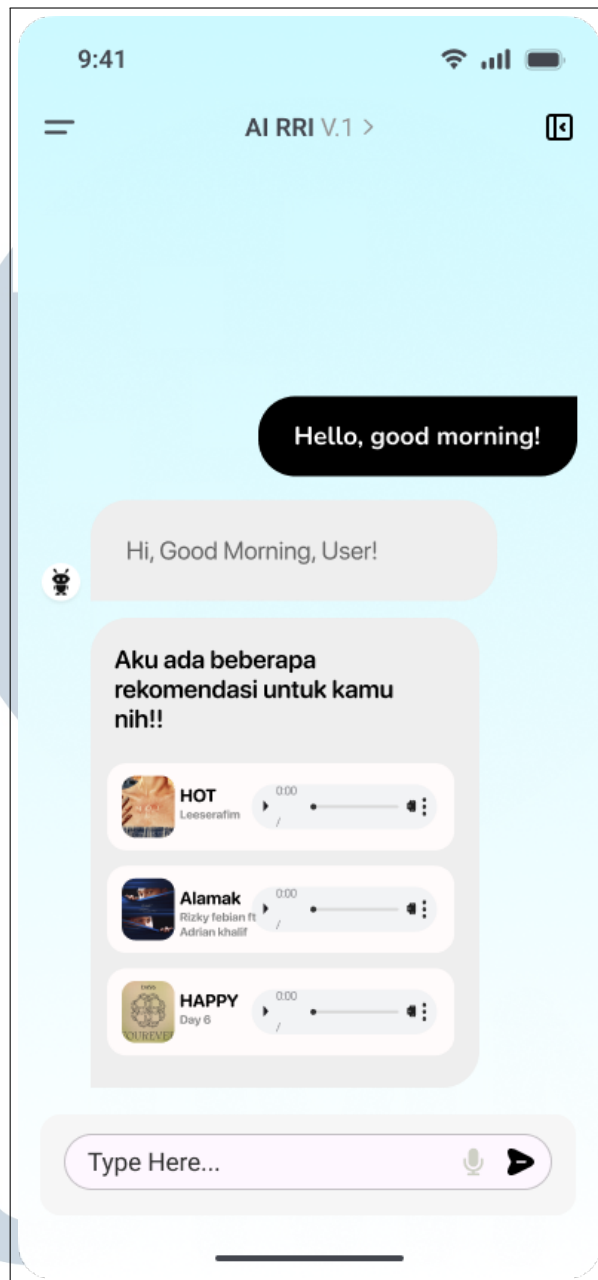 9:41
AI RRI V.1 >
Hello, good morning!
Hi, Good Morning, User!
Aku ada beberapa
rekomendasi untuk kamu
nih!!
HOT
Leeserafim
0:00
/
Alamak
Rizky febian ft
Adrian khalif
0:00
/
DAY6
HAPPY
Day 6
0:00
/
Type Here...